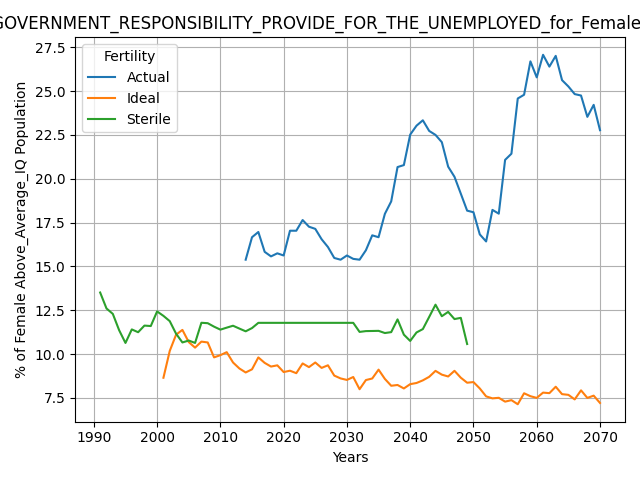 GOVERNMENT_RESPONSIBILITY_PROVIDE_FOR_THE_UNEMPLOYED_for_Female
Fertility
Actual
Ideal
Sterile
% of Female Above_Average_IQ Population
27.5
25.0
22.5
20.0
17.5
15.0
12.5
10.0
7.5
1990 2000 2010 2020 2030 2040 2050 2060 2070
Years